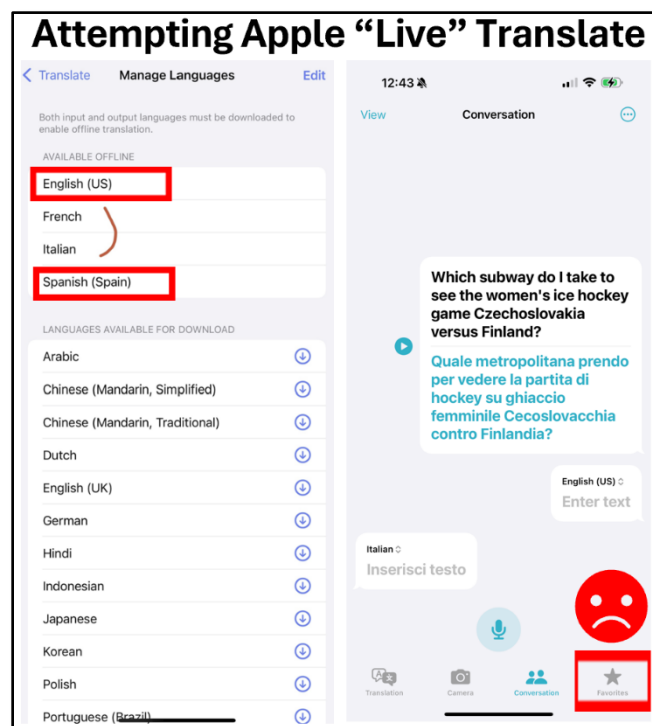 Attempting Apple “Live” Translate
Translate
Manage Languages
Edit
Both input and output languages must be downloaded to
enable offline translation.
AVAILABLE OFFLINE
English (US)
French
Italian
Spanish (Spain)
LANGUAGES AVAILABLE FOR DOWNLOAD
Arabic
Chinese (Mandarin, Simplified)
Chinese (Mandarin, Traditional)
Dutch
English (UK)
German
Hindi
Indonesian
Japanese
Korean
Polish
Portuguese (Brazil)
12:43
View
Conversation
Which subway do I take to
see the women's ice hockey
game Czechoslovakia
versus Finland?
Quale metropolitana prendo
per vedere la partita di
hockey su ghiaccio
femminile Cecoslovacchia
contro Finlandia?
English (US)
Enter text
Italian
Inserisci testo
Translation
Camera
Conversation
Favorites